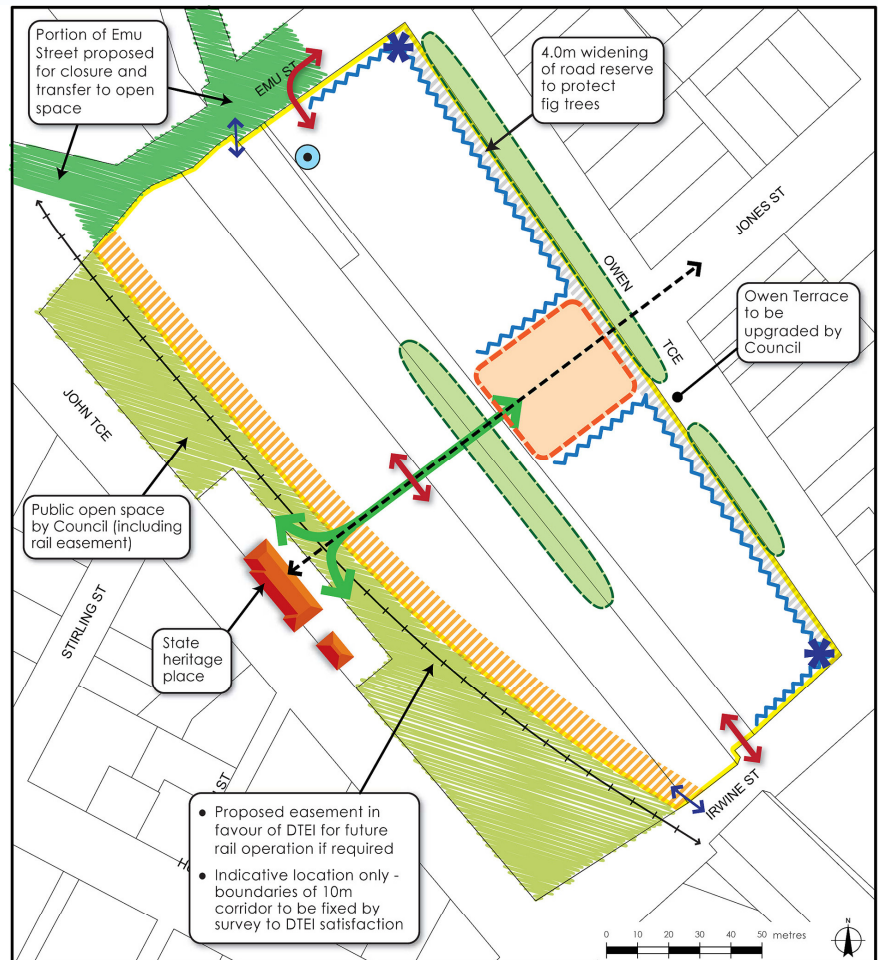 Portion of Emu
Street proposed
for closure and
transfer to open
space
EMU ST
4.0m widening
of road reserve
to protect
fig trees
JONES ST
OWEN
TCE
Owen Terrace
to be
upgraded by
Council
JOHN TCE
Public open space
by Council (including
rail easement)
STIRLING ST
State
heritage
place
IRWINE ST
ST
• Proposed easement in
favour of DTEI for future
rail operation if required
• Indicative location only -
boundaries of 10m
corridor to be fixed by
survey to DTEI satisfaction
0 10 20 30 40 50 metres
N